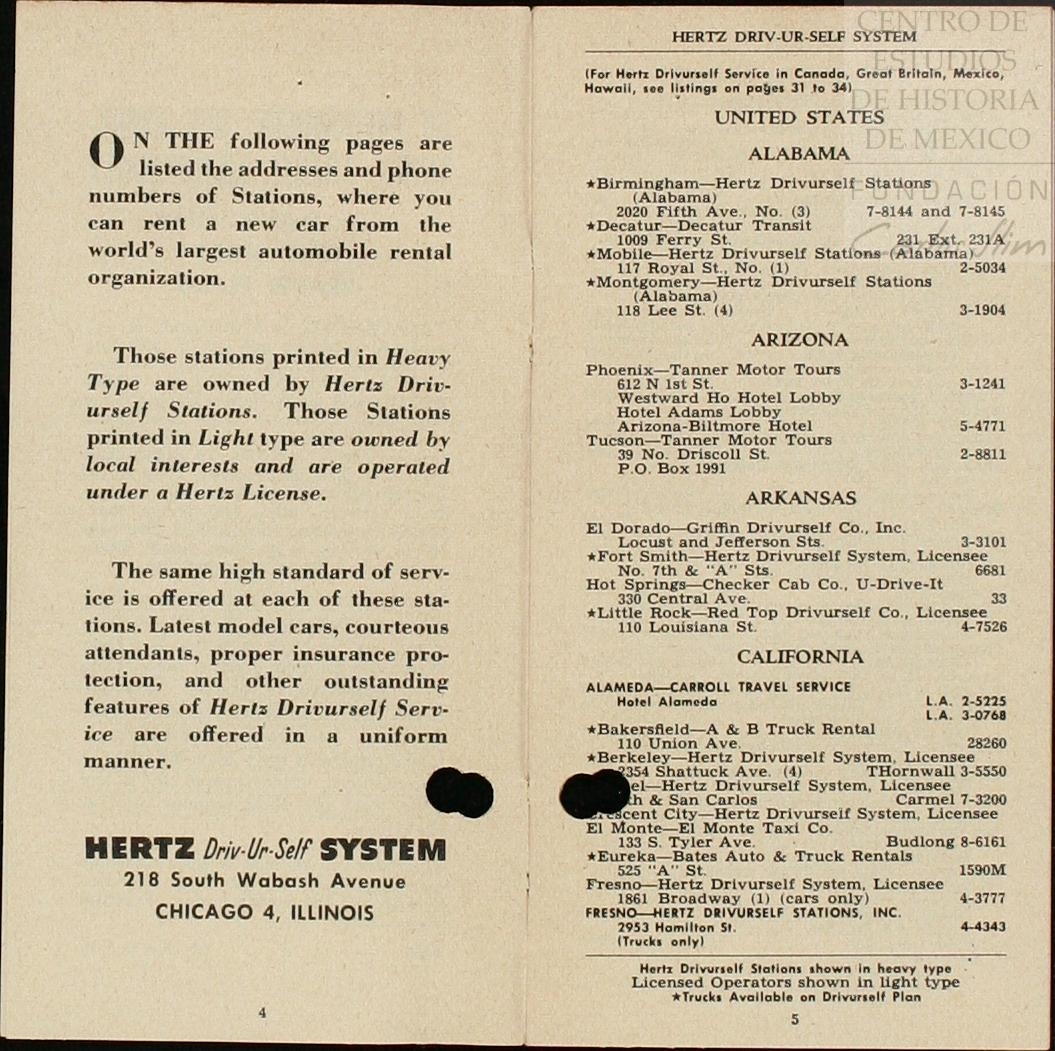 ON THE following pages are
listed the addresses and phone
numbers of Stations, where you
can rent a new car from the
world's largest automobile rental
organization.
Those stations printed in Heavy
Type are owned by Hertz Driv-
urself Stations. Those Stations
printed in Light type are owned by
local interests and are operated
under a Hertz License.
The same high standard of serv-
ice is offered at each of these sta-
tions. Latest model cars, courteous
attendants, proper insurance pro-
tection, and other outstanding
features of Hertz Drivurself Serv-
ice are offered in a uniform
manner.
HERTZ Driv-Ur-Self SYSTEM
218 South Wabash Avenue
CHICAGO 4, ILLINOIS
4
HERTZ DRIV-UR-SELF SYSTEM
(For Hertz Drivurself Service in Canada, Great Britain, Mexico,
Hawaii, see listings on pages 31 to 34)
UNITED STATES
ALABAMA
★Birmingham—Hertz Drivurself Stations
(Alabama)
2020 Fifth Ave., No. (3) 7-8144 and 7-8145
★Decatur—Decatur Transit
1009 Ferry St. 231 Ext. 231A
★Mobile—Hertz Drivurself Stations (Alabama)
117 Royal St., No. (1) 2-5034
★Montgomery—Hertz Drivurself Stations
(Alabama)
118 Lee St. (4) 3-1904
ARIZONA
Phoenix—Tanner Motor Tours
612 N 1st St. 3-1241
Westward Ho Hotel Lobby
Hotel Adams Lobby
Arizona-Biltmore Hotel 5-4771
Tucson—Tanner Motor Tours
39 No. Driscoll St. 2-8811
P.O. Box 1991
ARKANSAS
El Dorado—Griffin Drivurself Co., Inc.
Locust and Jefferson Sts. 3-3101
★Fort Smith—Hertz Drivurself System, Licensee
No. 7th & "A" Sts. 6681
Hot Springs—Checker Cab Co., U-Drive-It
330 Central Ave. 33
★Little Rock—Red Top Drivurself Co., Licensee
110 Louisiana St. 4-7526
CALIFORNIA
ALAMEDA—CARROLL TRAVEL SERVICE
Hotel Alameda L.A. 2-5225
L.A. 3-0768
★Bakersfield—A & B Truck Rental
110 Union Ave. 28260
★Berkeley—Hertz Drivurself System, Licensee
2354 Shattuck Ave. (4) THornwall 3-5550
el—Hertz Drivurself System, Licensee
th & San Carlos Carmel 7-3200
Crescent City—Hertz Drivurself System, Licensee
El Monte—El Monte Taxi Co.
133 S. Tyler Ave. Budlong 8-6161
★Eureka—Bates Auto & Truck Rentals
525 "A" St. 1590M
Fresno—Hertz Drivurself System, Licensee
1861 Broadway (1) (cars only) 4-3777
FRESNO—HERTZ DRIVURSELF STATIONS, INC.
2953 Hamilton St. 4-4343
(Trucks only)
Hertz Drivurself Stations shown in heavy type
Licensed Operators shown in light type
★Trucks Available on Drivurself Plan
5
CENTRO DE
ESTUDIOS
DE HISTORIA
DE MEXICO
FUNDACIÓN
Carlos Slim